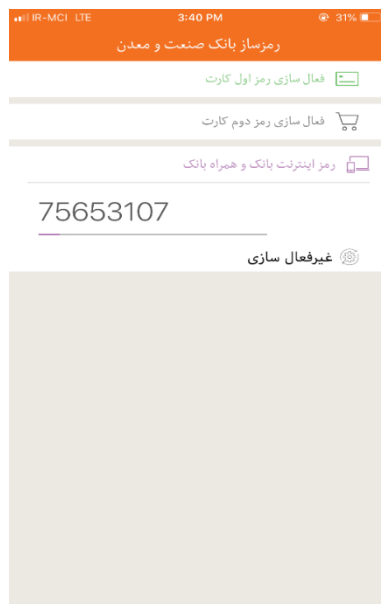 IR-MCI LTE 3:40 PM 31%
رمزساز بانک صنعت و معدن
فعال سازی رمز اول کارت
فعال سازی رمز دوم کارت
رمز اینترنت بانک و همراه بانک
75653107
غیرفعال سازی